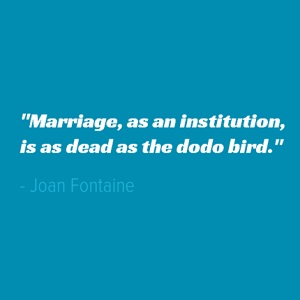 "Marriage, as an institution,
is as dead as the dodo bird."
- Joan Fontaine